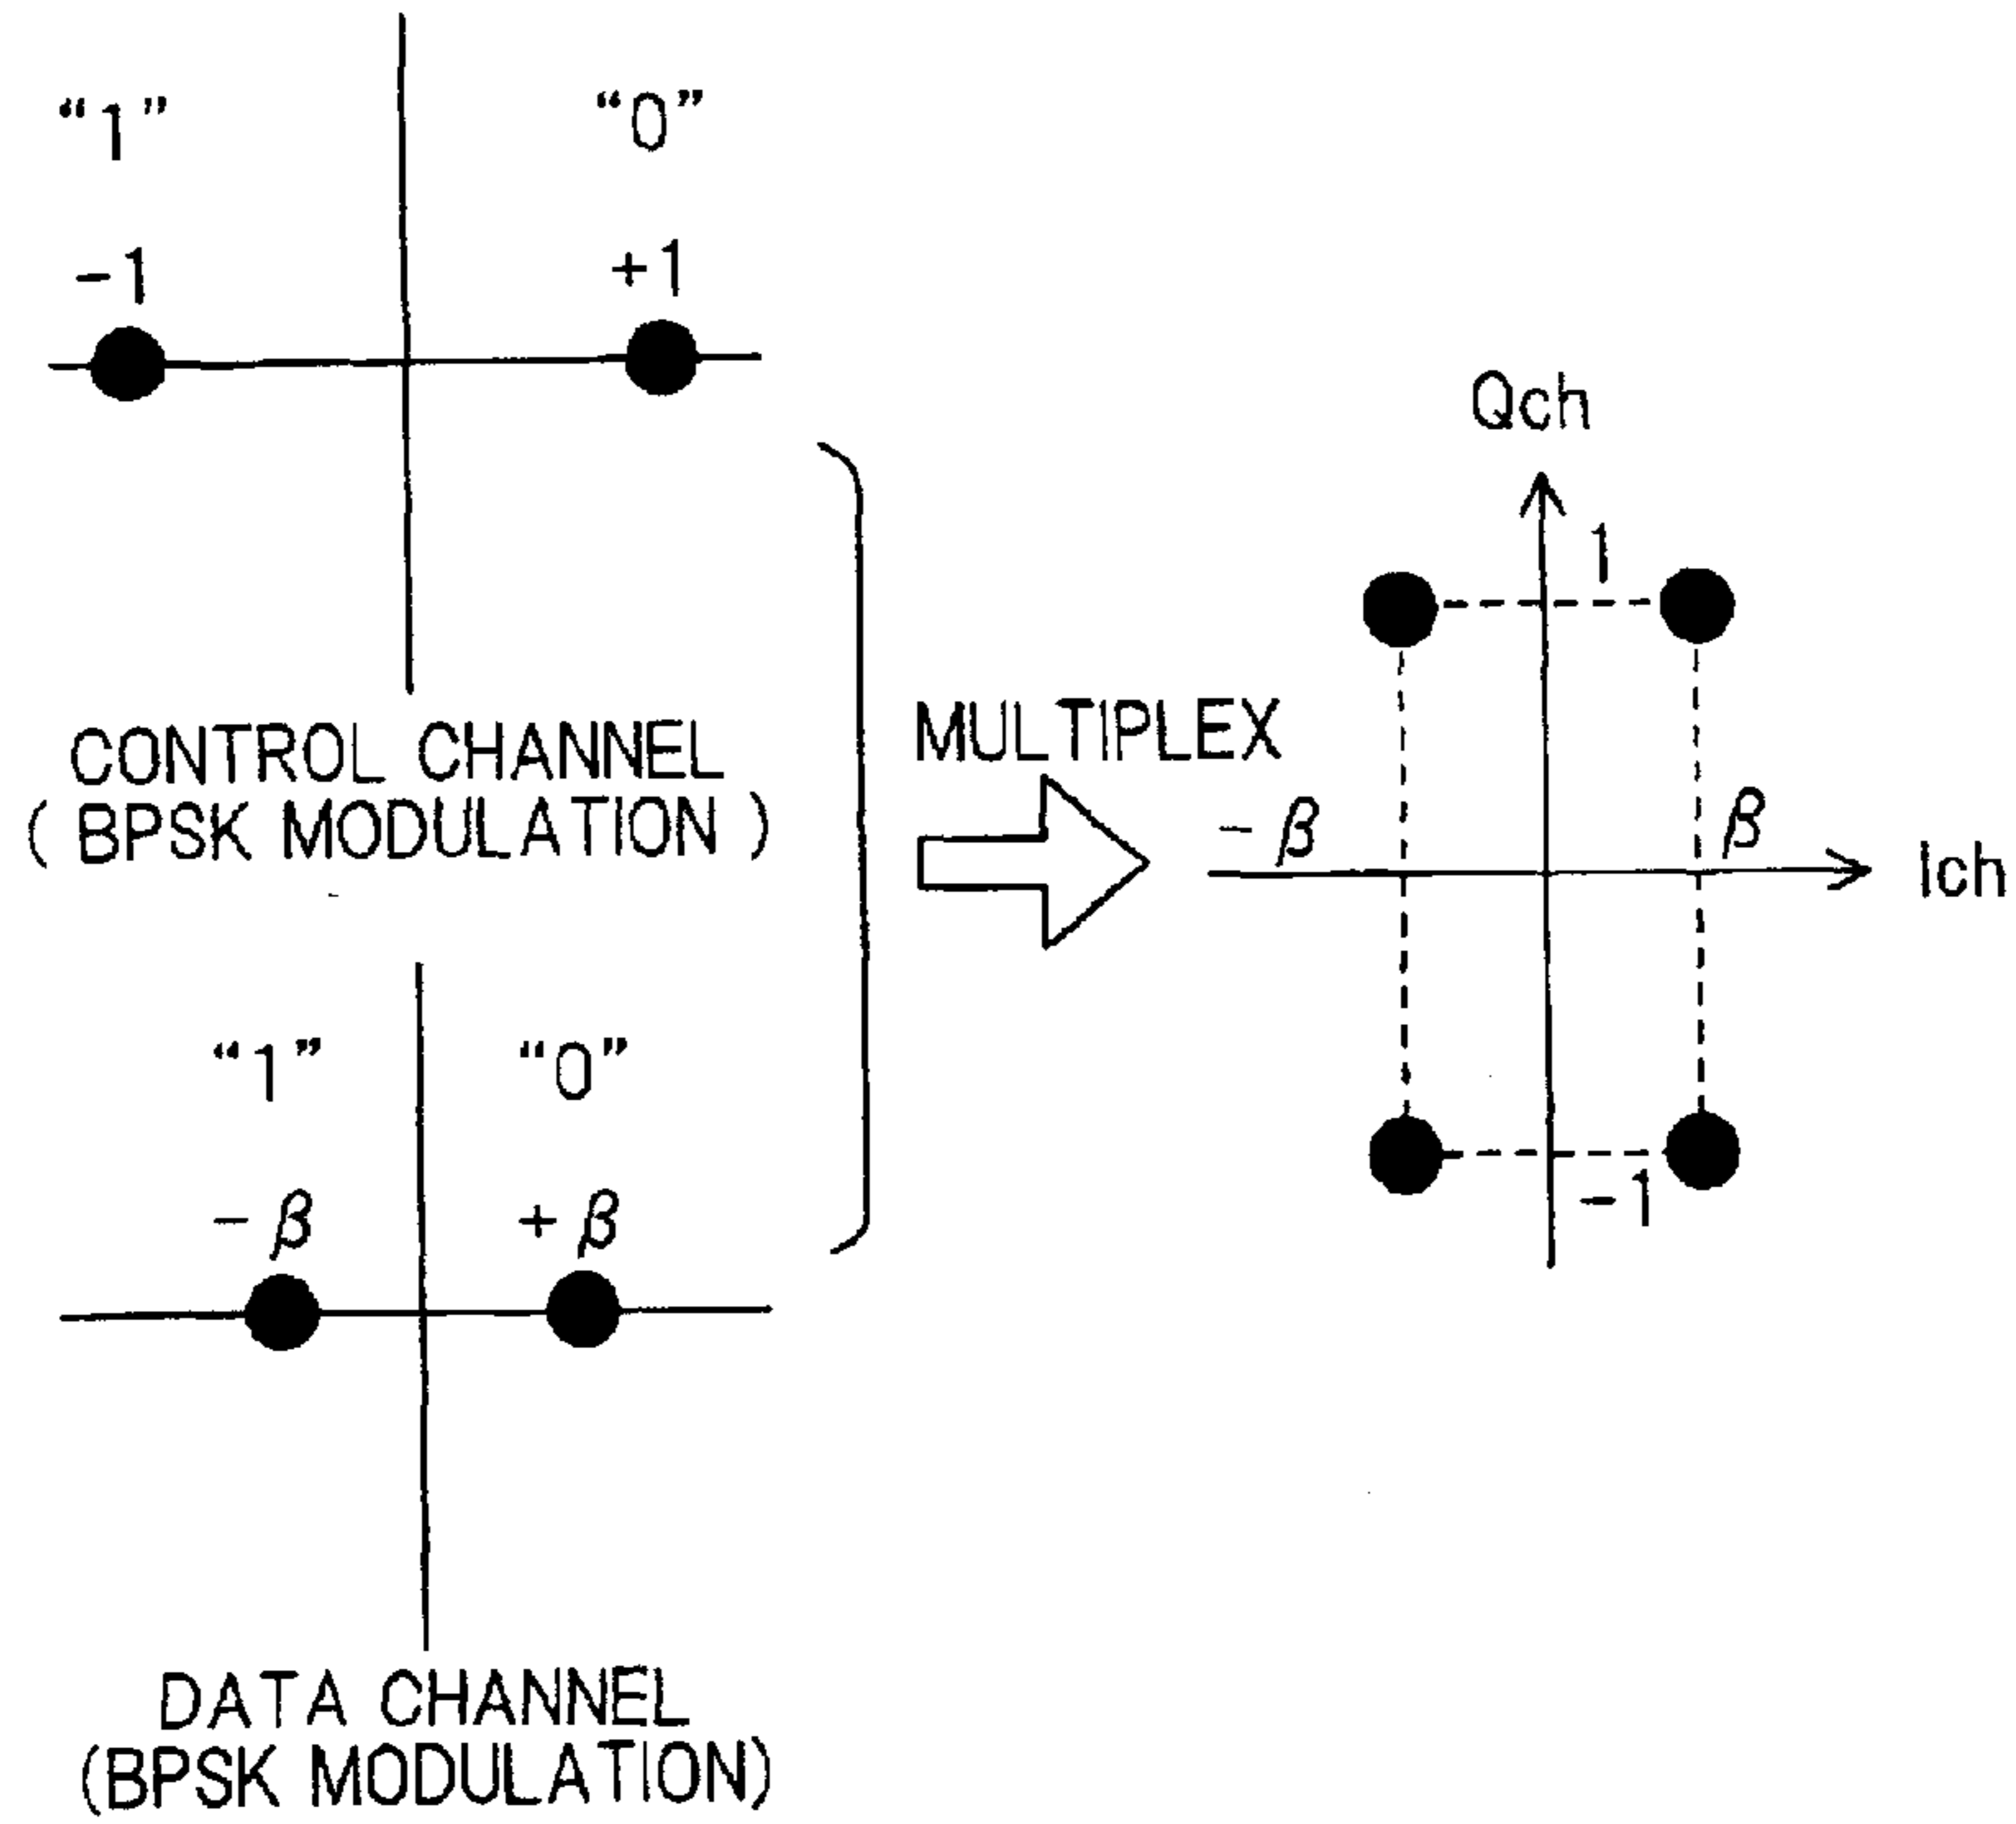 “1” “0”
-1 +1
CONTROL CHANNEL
( BPSK MODULATION )
“1” “0”
- β + β
DATA CHANNEL
(BPSK MODULATION)
MULTIPLEX
Qch
1
- β β
Ich
-1